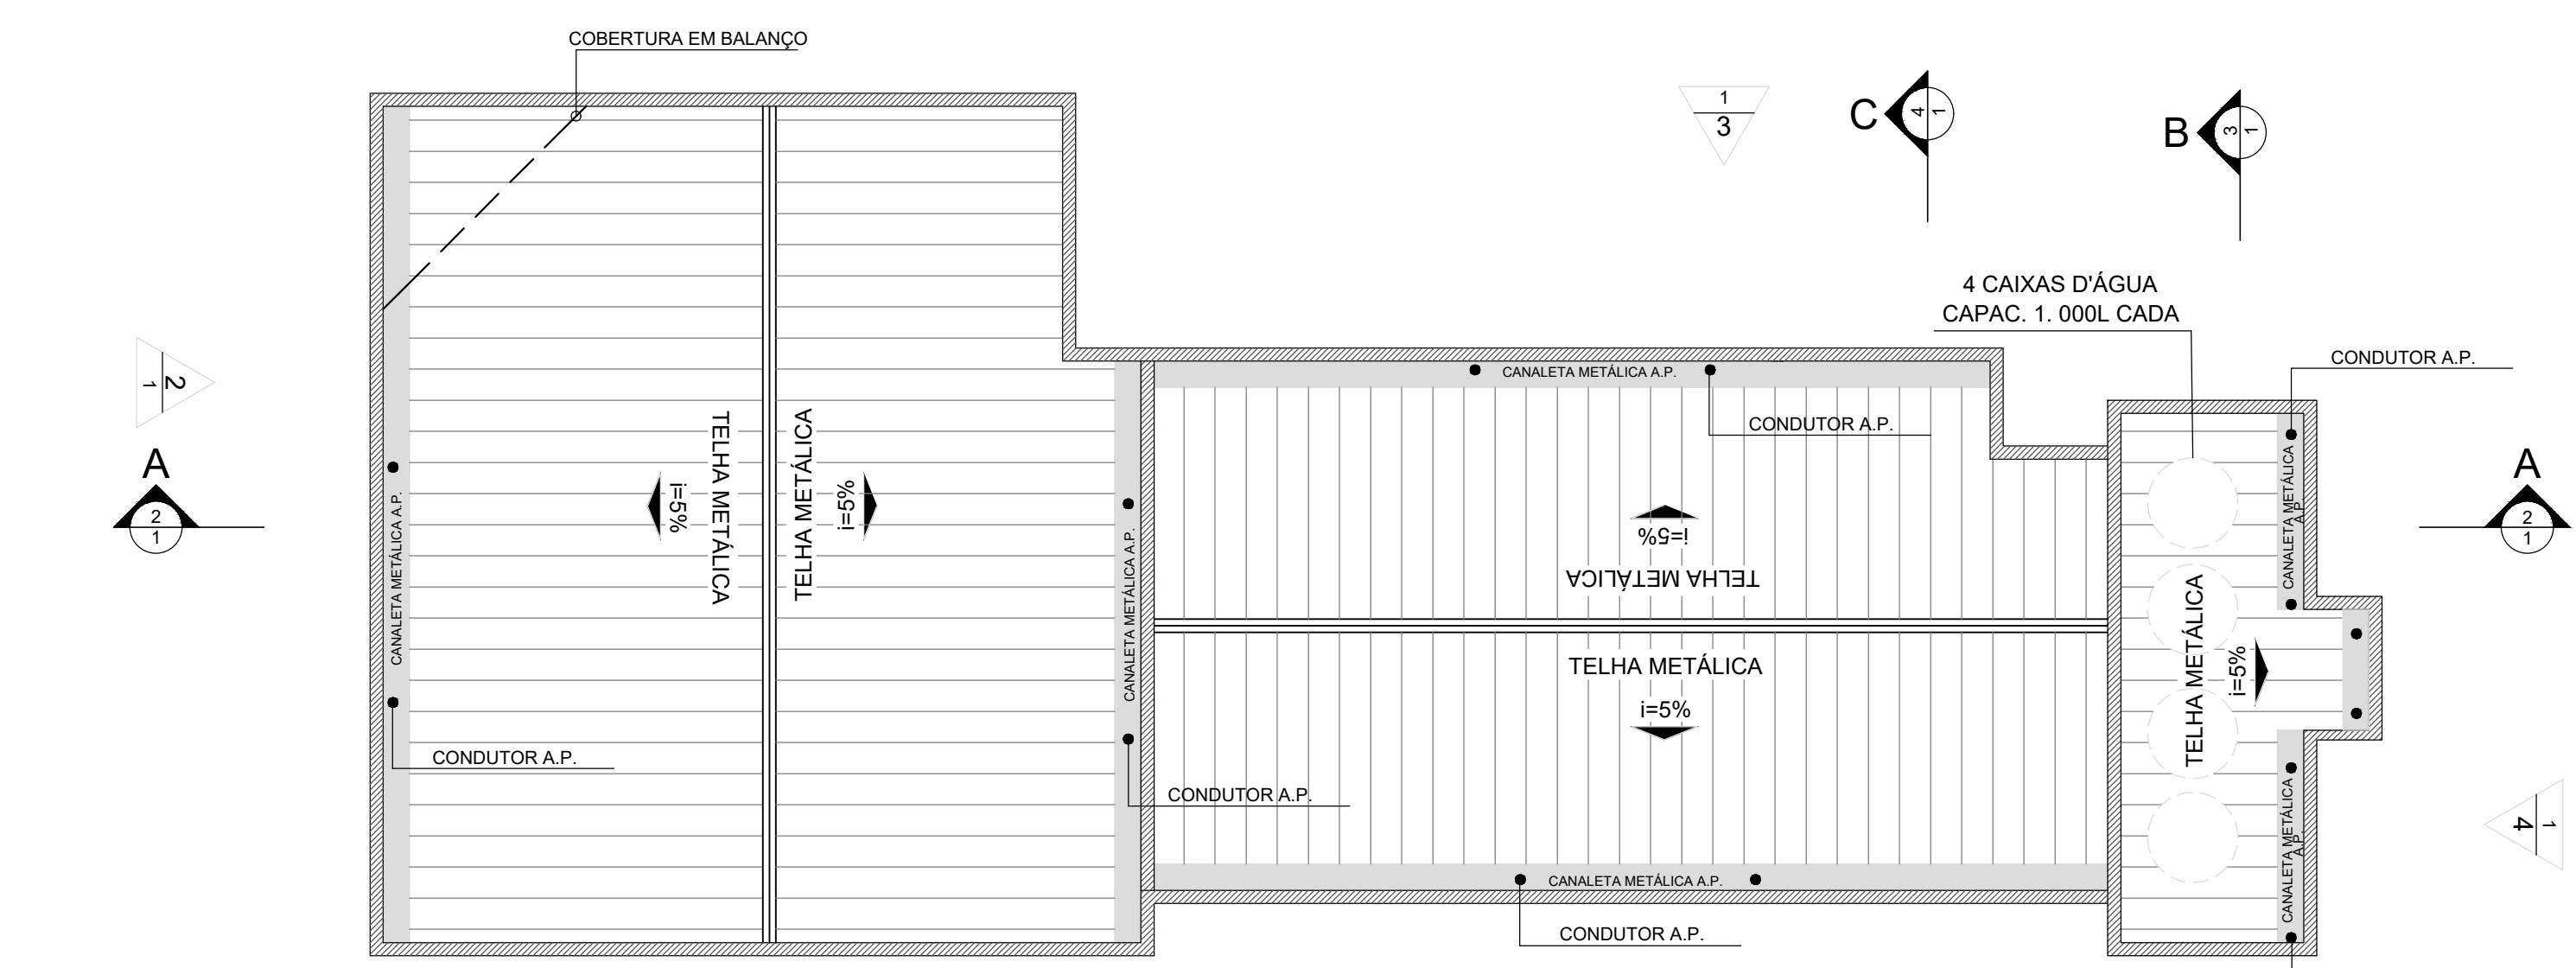 COBERTURA EM BALANÇO
1
3
C
4
1
B
3
1
4 CAIXAS D'ÁGUA
CAPAC. 1. 000L CADA
CONDUTOR A.P.
2
1
A
2
1
CANALETA METÁLICA A.P.
CONDUTOR A.P.
TELHA METÁLICA
i=5%
TELHA METÁLICA
i=5%
CANALETA METÁLICA A.P.
CANALETA METÁLICA A.P.
i=5%
TELHA METÁLICA
TELHA METÁLICA
i=5%
CANALETA METÁLICA
A.P.
TELHA METÁLICA
i=5%
A
2
1
CONDUTOR A.P.
CONDUTOR A.P.
CANALETA METÁLICA A.P.
CONDUTOR A.P.
CANALETA METÁLICA
A.P.
1
4